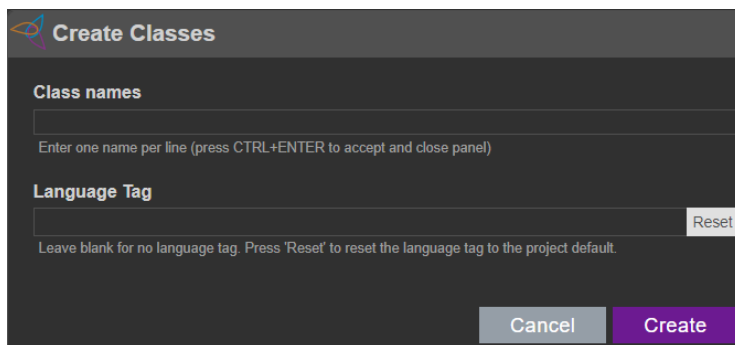 Create Classes
Class names
Enter one name per line (press CTRL+ENTER to accept and close panel)
Language Tag
Reset
Leave blank for no language tag. Press 'Reset' to reset the language tag to the project default.
Cancel
Create